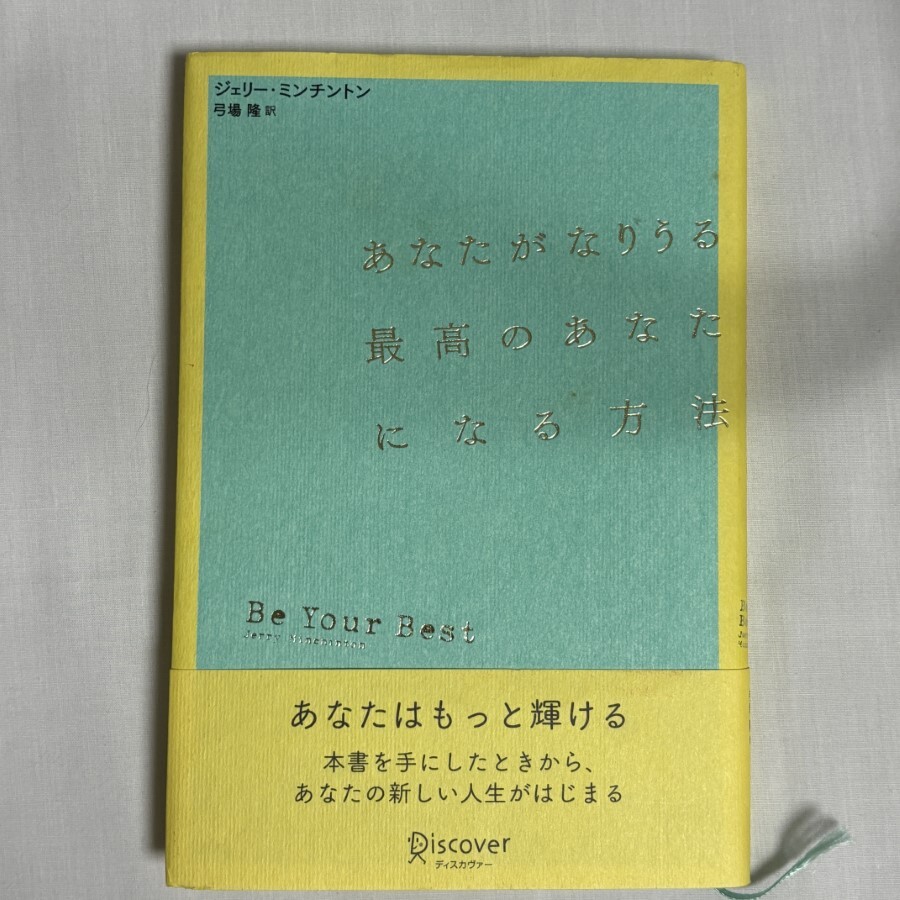 ジェリー・ミンチントン
弓場 隆 訳
あなたがなりうる
最高のあなた
になる方法
Be Your Best
Jerry Minchinton
あなたはもっと輝ける
本書を手にしたときから、
あなたの新しい人生がはじまる
Discover
ディスカヴァー